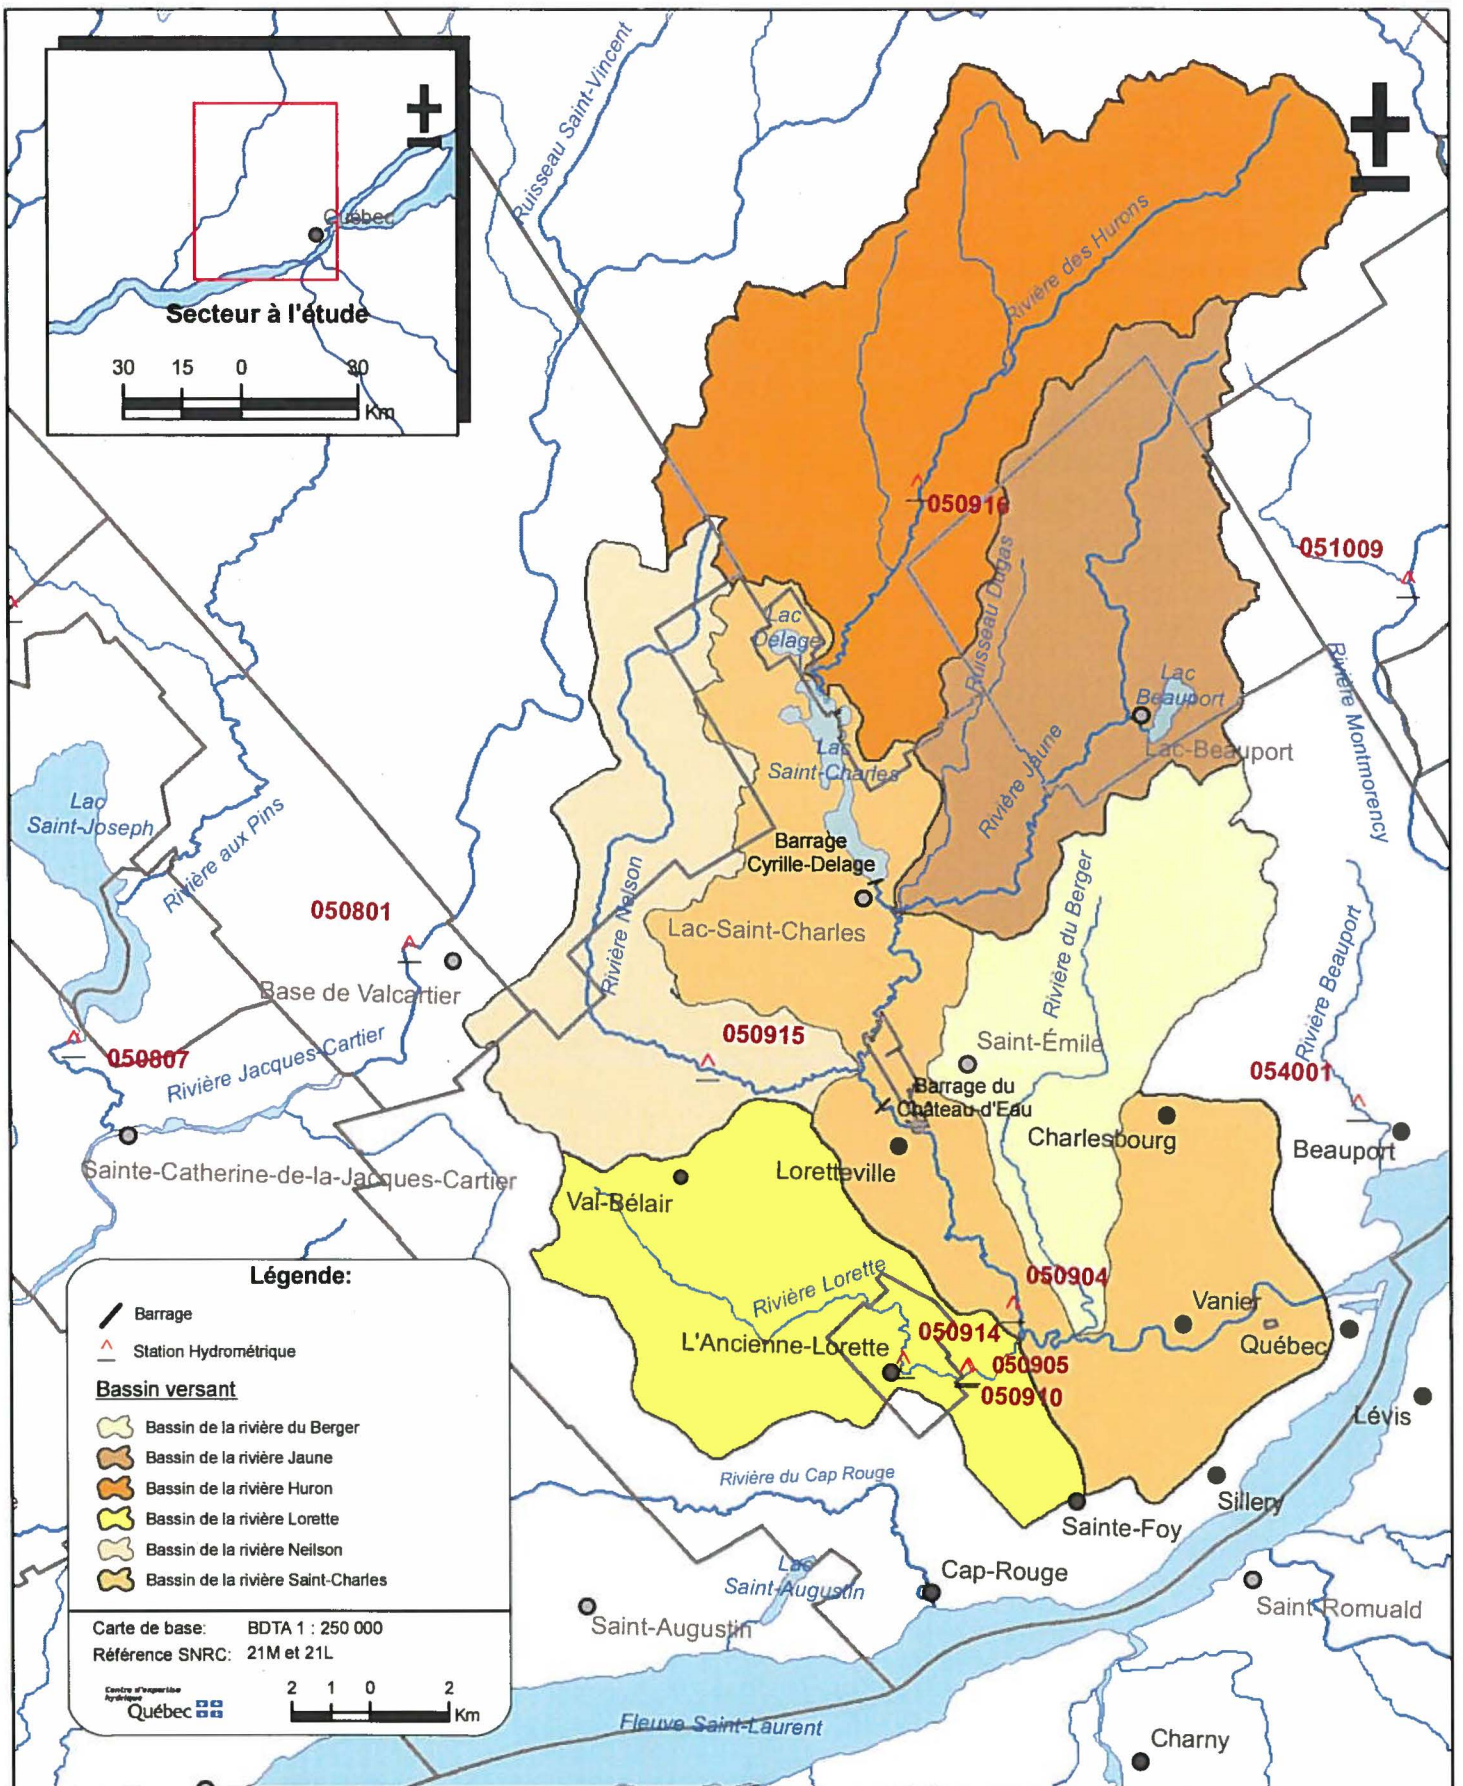 Québec
Secteur à l'étude
30 15 0 30
Km
Ruisseau Saint-Vincent
Rivière des Hurons
050916
051009
Ruisseau Dugas
Lac
Delage
Lac
Beauport
Lac-Beauport
Rivière Montmorency
Lac
Saint-Charles
Rivière Jaune
Lac
Saint-Joseph
Rivière aux Pins
Barrage
Cyrille-Delage
Rivière Nelson
Rivière du Berger
050801
Lac-Saint-Charles
Rivière Beauport
Base de Valcartier
050915
Saint-Emile
050807
Rivière Jacques-Cartier
054001
Barrage du
Château-d'Eau
Charlesbourg
Beauport
Sainte-Catherine-de-la-Jacques-Cartier
Loretteville
Val-Bélair
Rivière Lorette
050904
Vanier
L'Ancienne-Lorette
050914
Québec
050905
050910
Lévis
Rivière du Cap Rouge
Sillery
Sainte-Foy
Cap-Rouge
Lac
Saint-Augustin
Saint-Augustin
Saint-Romuald
Fleuve Saint-Laurent
Charny
Légende:
Barrage
Station Hydrométrique
Bassin versant
Bassin de la rivière du Berger
Bassin de la rivière Jaune
Bassin de la rivière Huron
Bassin de la rivière Lorette
Bassin de la rivière Neilson
Bassin de la rivière Saint-Charles
Carte de base: BDTA 1 : 250 000
Référence SNRC: 21M et 21L
Centre d'expertise
hydrique
Québec
2 1 0 2
Km